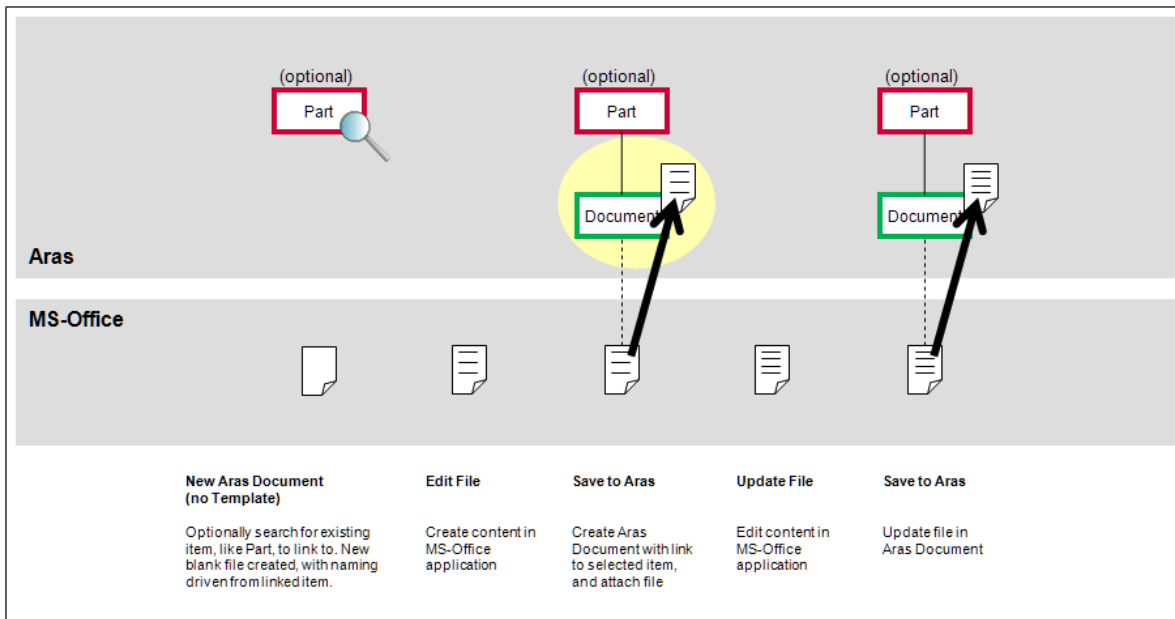 (optional)
(optional)
(optional)
Part
Part
Part
Document
Document
Aras
MS-Office
New Aras Document
(no Template)
Optionally search for existing
item, like Part, to link to. New
blank file created, with naming
driven from linked item.
Edit File
Create content in
MS-Office
application
Save to Aras
Create Aras
Document with link
to selected item,
and attach file
Update File
Edit content in
MS-Office
application
Save to Aras
Update file in
Aras Document